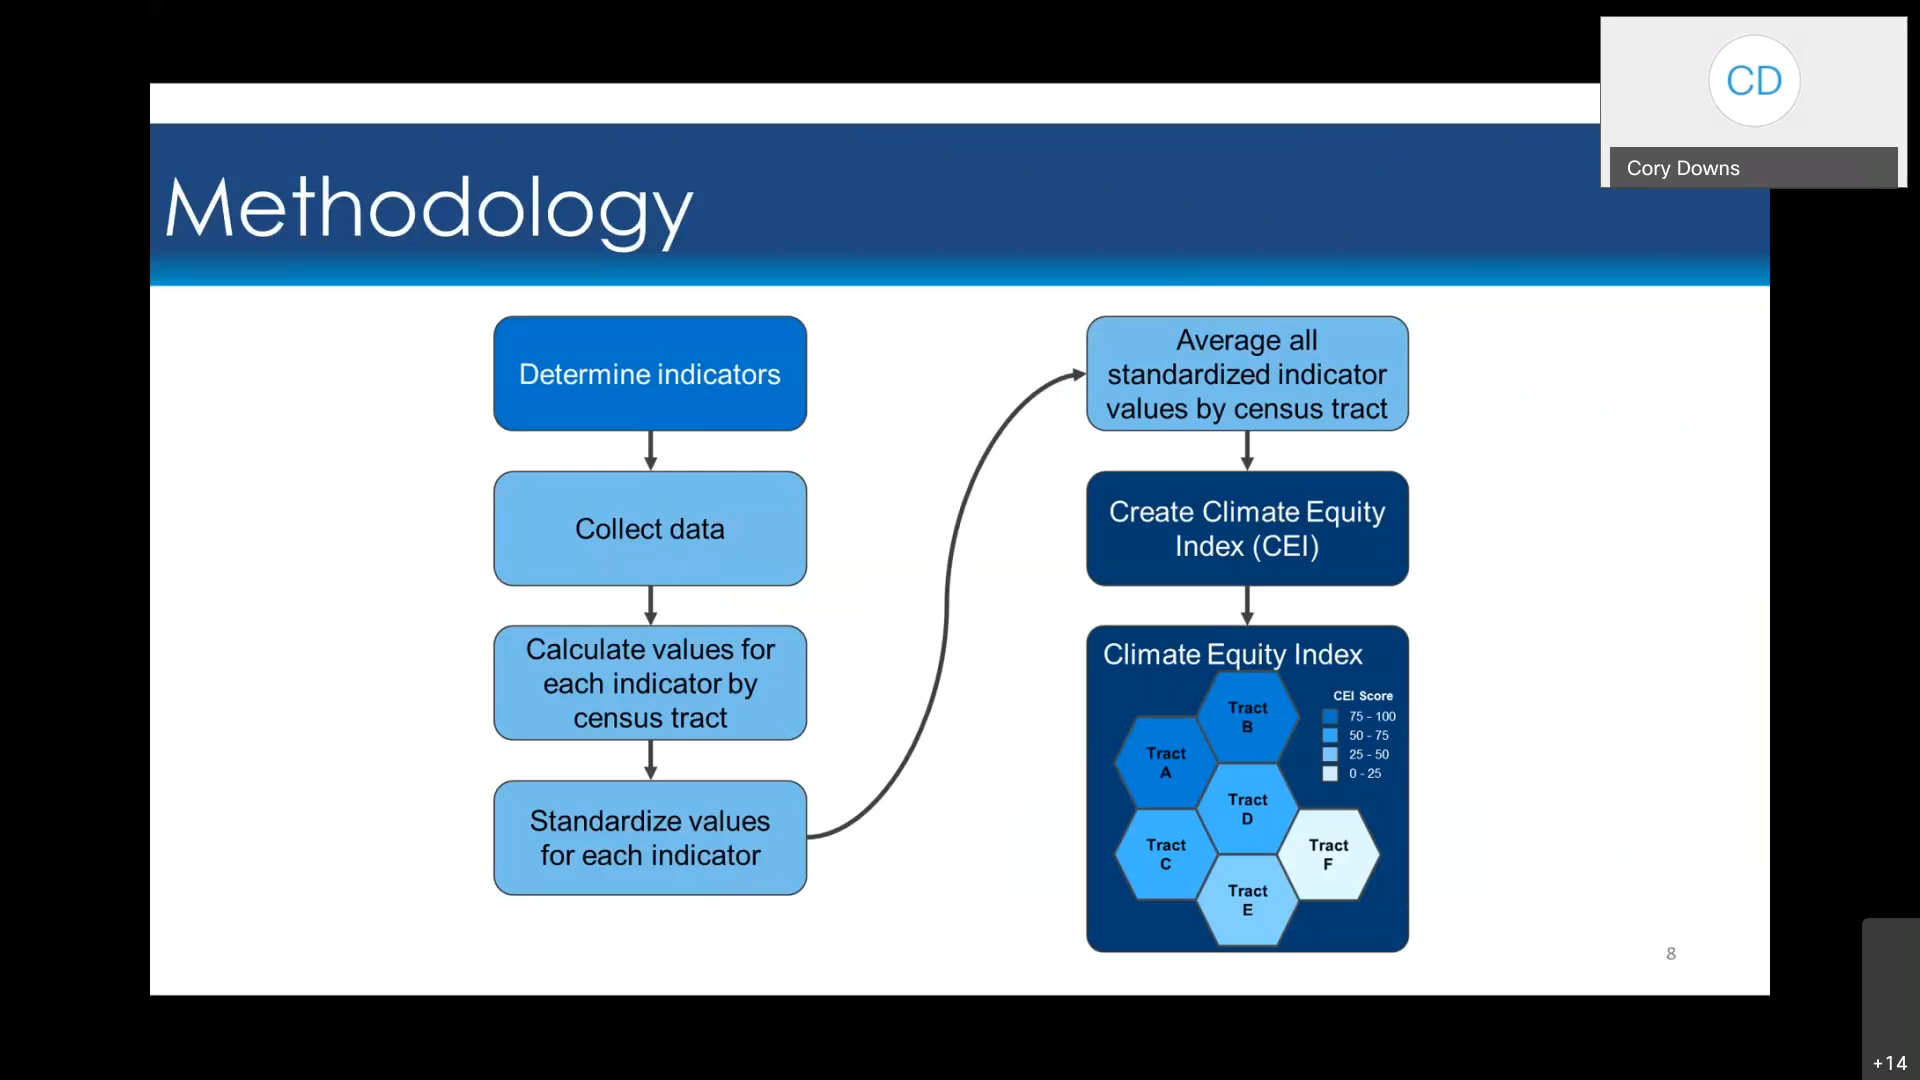 CD
Cory Downs
Methodology
Determine indicators
Collect data
Calculate values for
each indicator by
census tract
Standardize values
for each indicator
Average all
standardized indicator
values by census tract
Create Climate Equity
Index (CEI)
Climate Equity Index
CEI Score
75 - 100
50 - 75
25 - 50
0 - 25
Tract
B
Tract
A
Tract
D
Tract
C
Tract
F
Tract
E
8
+14